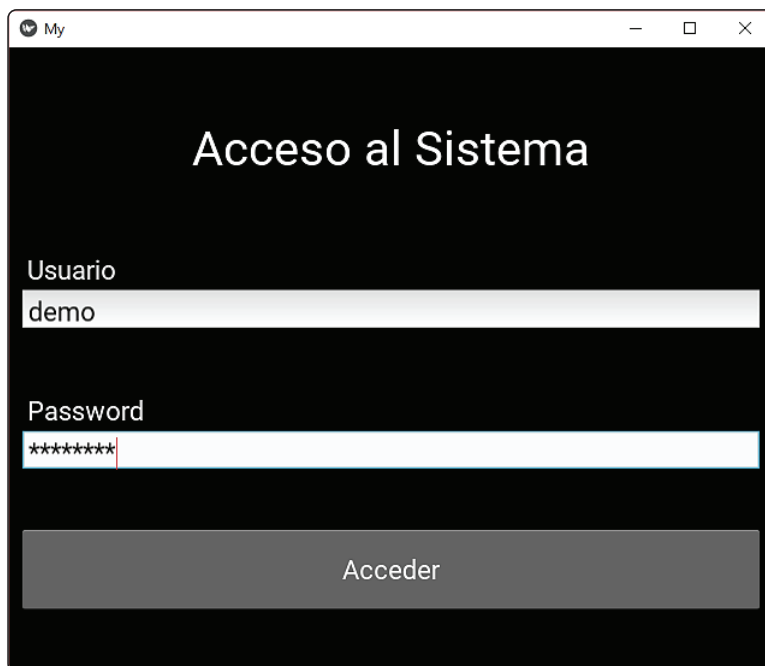 My
Acceso al Sistema
Usuario
demo
Password
********
Acceder